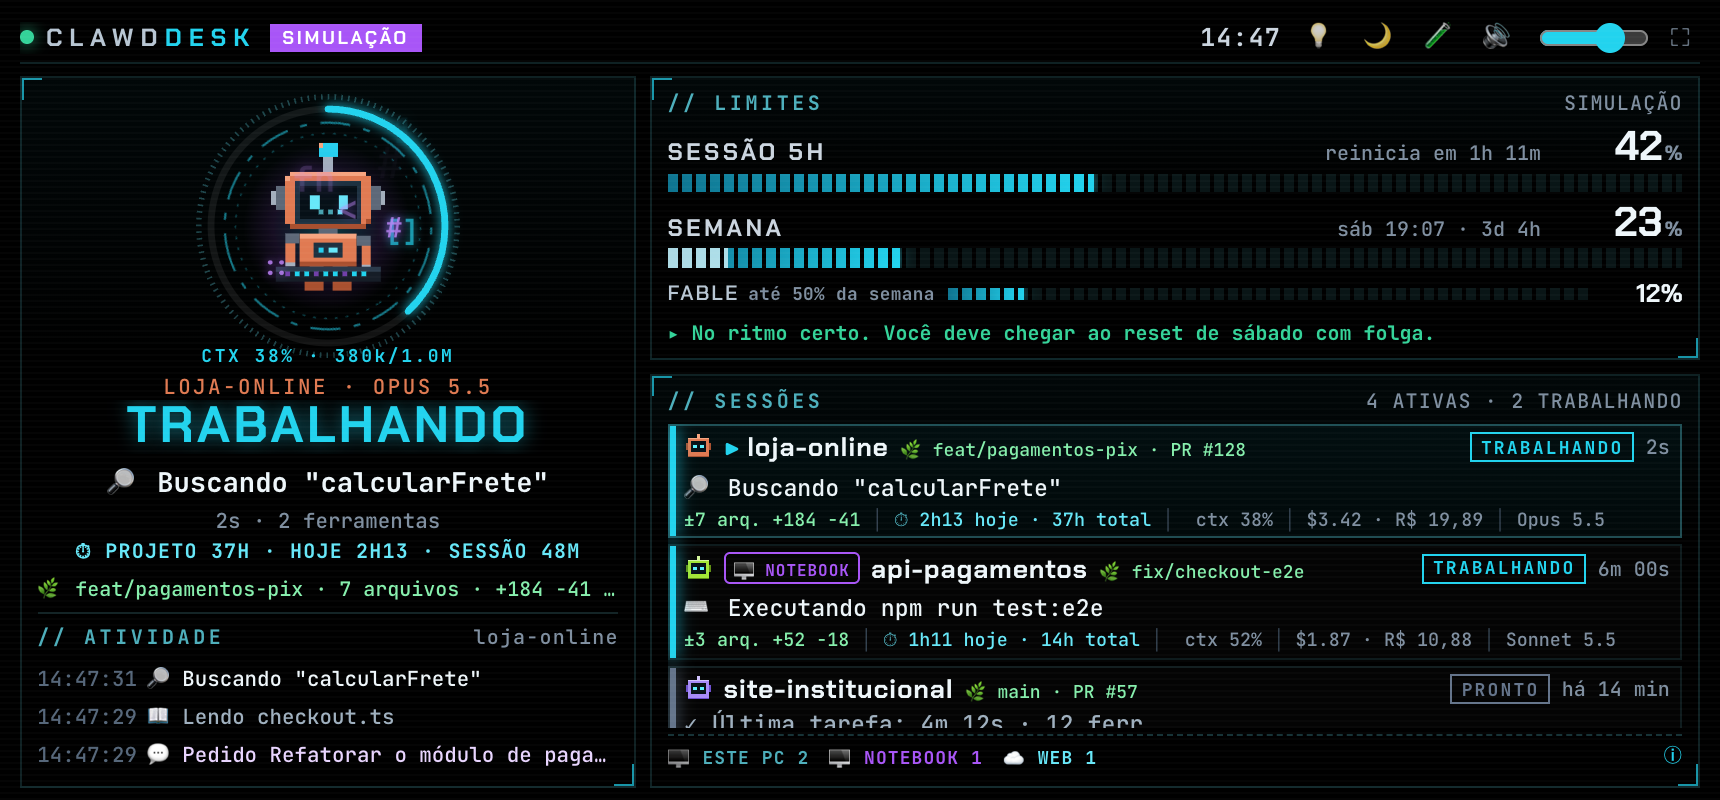 CLAWDDESK SIMULAÇÃO
14:47
CTX 38% · 380k/1.0M
LOJA-ONLINE · OPUS 5.5
TRABALHANDO
Buscando "calcularFrete"
2s · 2 ferramentas
PROJETO 37H · HOJE 2H13 · SESSÃO 48M
feat/pagamentos-pix · 7 arquivos · +184 -41 …
// ATIVIDADE loja-online
14:47:31 Buscando "calcularFrete"
14:47:29 Lendo checkout.ts
14:47:29 Pedido Refatorar o módulo de paga…
// LIMITES SIMULAÇÃO
SESSÃO 5H reinicia em 1h 11m 42%
SEMANA sáb 19:07 · 3d 4h 23%
FABLE até 50% da semana 12%
▸ No ritmo certo. Você deve chegar ao reset de sábado com folga.
// SESSÕES 4 ATIVAS · 2 TRABALHANDO
▶ loja-online feat/pagamentos-pix · PR #128 TRABALHANDO 2s
Buscando "calcularFrete"
±7 arq. +184 -41 | 2h13 hoje · 37h total | ctx 38% | $3.42 · R$ 19,89 | Opus 5.5
NOTEBOOK api-pagamentos fix/checkout-e2e TRABALHANDO 6m 00s
Executando npm run test:e2e
±3 arq. +52 -18 | 1h11 hoje · 14h total | ctx 52% | $1.87 · R$ 10,88 | Sonnet 5.5
site-institucional main · PR #57 PRONTO há 14 min
✓ Última tarefa: 4m 12s · 12 ferr
ESTE PC 2 NOTEBOOK 1 WEB 1